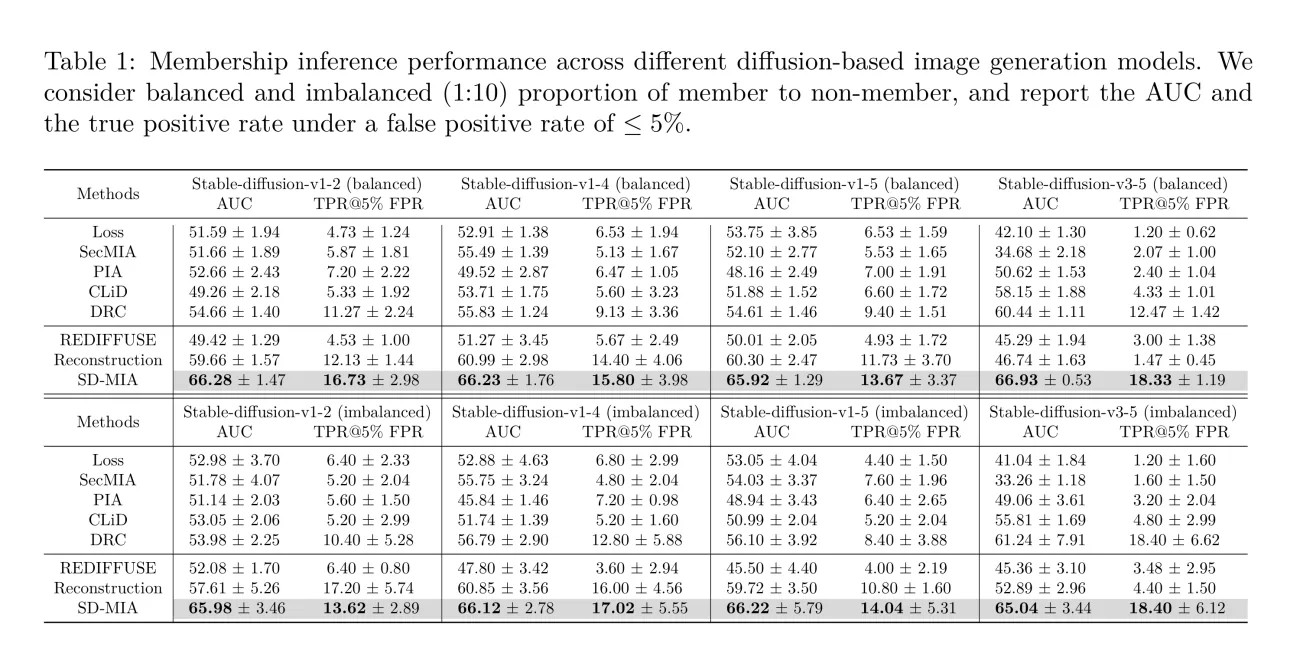 Table 1: Membership inference performance across different diffusion-based image generation models. We
consider balanced and imbalanced (1:10) proportion of member to non-member, and report the AUC and
the true positive rate under a false positive rate of ≤ 5%.
Methods Stable-diffusion-v1-2 (balanced) Stable-diffusion-v1-4 (balanced) Stable-diffusion-v1-5 (balanced) Stable-diffusion-v3-5 (balanced)
AUC TPR@5% FPR AUC TPR@5% FPR AUC TPR@5% FPR AUC TPR@5% FPR
Loss 51.59 ± 1.94 4.73 ± 1.24 52.91 ± 1.38 6.53 ± 1.94 53.75 ± 3.85 6.53 ± 1.59 42.10 ± 1.30 1.20 ± 0.62
SecMIA 51.66 ± 1.89 5.87 ± 1.81 55.49 ± 1.39 5.13 ± 1.67 52.10 ± 2.77 5.53 ± 1.65 34.68 ± 2.18 2.07 ± 1.00
PIA 52.66 ± 2.43 7.20 ± 2.22 49.52 ± 2.87 6.47 ± 1.05 48.16 ± 2.49 7.00 ± 1.91 50.62 ± 1.53 2.40 ± 1.04
CLiD 49.26 ± 2.18 5.33 ± 1.92 53.71 ± 1.75 5.60 ± 3.23 51.88 ± 1.52 6.60 ± 1.72 58.15 ± 1.88 4.33 ± 1.01
DRC 54.66 ± 1.40 11.27 ± 2.24 55.83 ± 1.24 9.13 ± 3.36 54.61 ± 1.46 9.40 ± 1.51 60.44 ± 1.11 12.47 ± 1.42
REDIFFUSE 49.42 ± 1.29 4.53 ± 1.00 51.27 ± 3.45 5.67 ± 2.49 50.01 ± 2.05 4.93 ± 1.72 45.29 ± 1.94 3.00 ± 1.38
Reconstruction 59.66 ± 1.57 12.13 ± 1.44 60.99 ± 2.98 14.40 ± 4.06 60.30 ± 2.47 11.73 ± 3.70 46.74 ± 1.63 1.47 ± 0.45
SD-MIA 66.28 ± 1.47 16.73 ± 2.98 66.23 ± 1.76 15.80 ± 3.98 65.92 ± 1.29 13.67 ± 3.37 66.93 ± 0.53 18.33 ± 1.19
Methods Stable-diffusion-v1-2 (imbalanced) Stable-diffusion-v1-4 (imbalanced) Stable-diffusion-v1-5 (imbalanced) Stable-diffusion-v3-5 (imbalanced)
AUC TPR@5% FPR AUC TPR@5% FPR AUC TPR@5% FPR AUC TPR@5% FPR
Loss 52.98 ± 3.70 6.40 ± 2.33 52.88 ± 4.63 6.80 ± 2.99 53.05 ± 4.04 4.40 ± 1.50 41.04 ± 1.84 1.20 ± 1.60
SecMIA 51.78 ± 4.07 5.20 ± 2.04 55.75 ± 3.24 4.80 ± 2.04 54.03 ± 3.37 7.60 ± 1.96 33.26 ± 1.18 1.60 ± 1.50
PIA 51.14 ± 2.03 5.60 ± 1.50 45.84 ± 1.46 7.20 ± 0.98 48.94 ± 3.43 6.40 ± 2.65 49.06 ± 3.61 3.20 ± 2.04
CLiD 53.05 ± 2.06 5.20 ± 2.99 51.74 ± 1.39 5.20 ± 1.60 50.99 ± 2.04 5.20 ± 2.04 55.81 ± 1.69 4.80 ± 2.99
DRC 53.98 ± 2.25 10.40 ± 5.28 56.79 ± 2.90 12.80 ± 5.88 56.10 ± 3.92 8.40 ± 3.88 61.24 ± 7.91 18.40 ± 6.62
REDIFFUSE 52.08 ± 1.70 6.40 ± 0.80 47.80 ± 3.42 3.60 ± 2.94 45.50 ± 4.40 4.00 ± 2.19 45.36 ± 3.10 3.48 ± 2.95
Reconstruction 57.61 ± 5.26 17.20 ± 5.74 60.85 ± 3.56 16.00 ± 4.56 59.72 ± 3.50 10.80 ± 1.60 52.89 ± 2.96 4.40 ± 1.50
SD-MIA 65.98 ± 3.46 13.62 ± 2.89 66.12 ± 2.78 17.02 ± 5.55 66.22 ± 5.79 14.04 ± 5.31 65.04 ± 3.44 18.40 ± 6.12